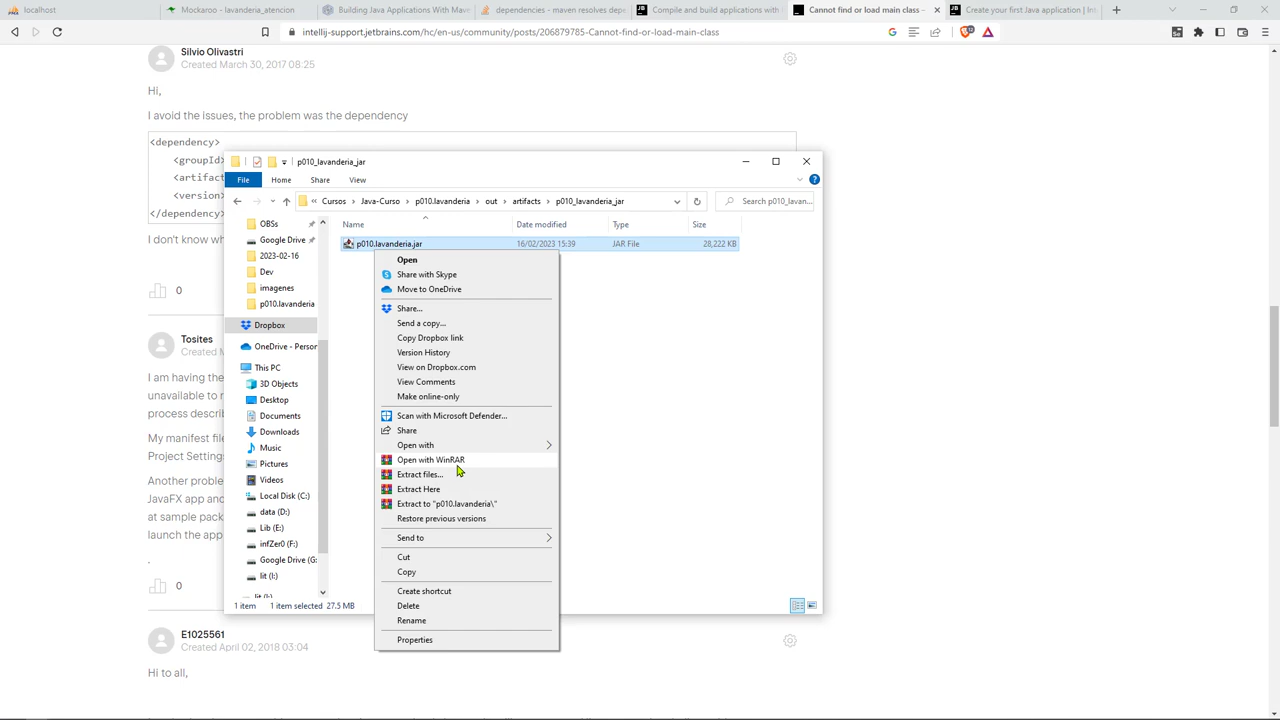 localhost
Mockaroo - lavanderia_atencion
Building Java Applications With Mave
dependencies - maven resolves depe
Compile and build applications with
Cannot find or load main class –
Create your first Java application | Int
intellij-support.jetbrains.com/hc/en-us/community/posts/206879785-Cannot-find-or-load-main-class
Silvio Olivastri
Created March 30, 2017 08:25
Hi,
I avoid the issues, the problem was the dependency
<dependency>
<groupId>
<artifac
<version>
</dependency>
I don't know wh
0
Tosites
Created M
I am having the
unavailable to r
process describ
My manifest file
Project Setting
Another proble
JavaFX app and
at sample pack
launch the app
.
0
E1025561
Created April 02, 2018 03:04
Hi to all,
p010_lavanderia_jar
File
Home
Share
View
Cursos
Java-Curso
p010.lavanderia
out
artifacts
p010_lavanderia_jar
Search p010_lavan...
Name
Date modified
Type
Size
p010.lavanderia.jar
16/02/2023 15:39
JAR File
28,222 KB
OBSs
Google Drive
2023-02-16
Dev
imagenes
p010.lavanderia
Dropbox
OneDrive - Person
This PC
3D Objects
Desktop
Documents
Downloads
Music
Pictures
Videos
Local Disk (C:)
data (D:)
Lib (E:)
infZer0 (F:)
Google Drive (G:
lit (I:)
lit (I:)
1 item
1 item selected
27.5 MB
Open
Share with Skype
Move to OneDrive
Share...
Send a copy...
Copy Dropbox link
Version History
View on Dropbox.com
View Comments
Make online-only
Scan with Microsoft Defender...
Share
Open with
Open with WinRAR
Extract files...
Extract Here
Extract to "p010.lavanderia\"
Restore previous versions
Send to
Cut
Copy
Create shortcut
Delete
Rename
Properties